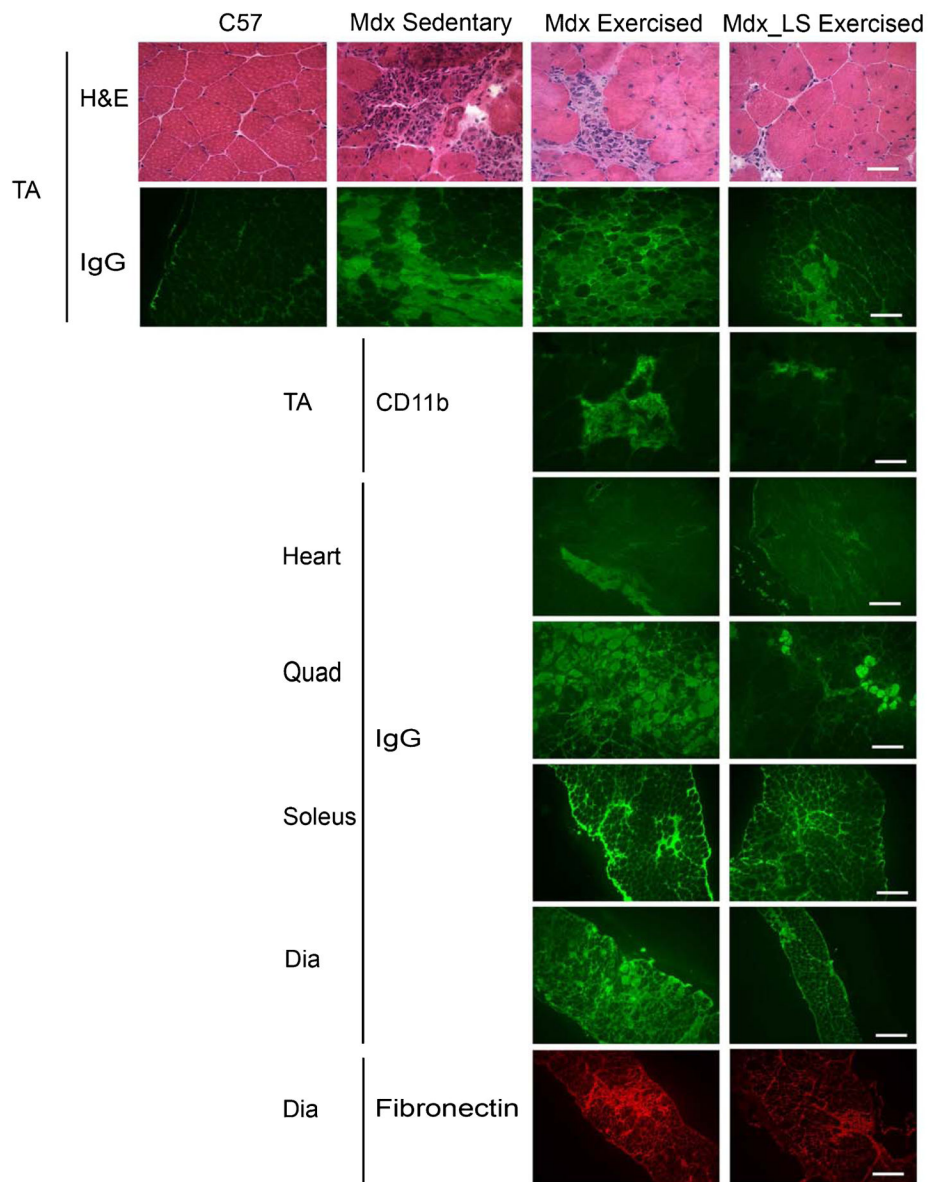 C57 Mdx Sedentary Mdx Exercised Mdx_LS Exercised
H&E
TA
IgG
TA CD11b
Heart
Quad
IgG
Soleus
Dia
Dia Fibronectin